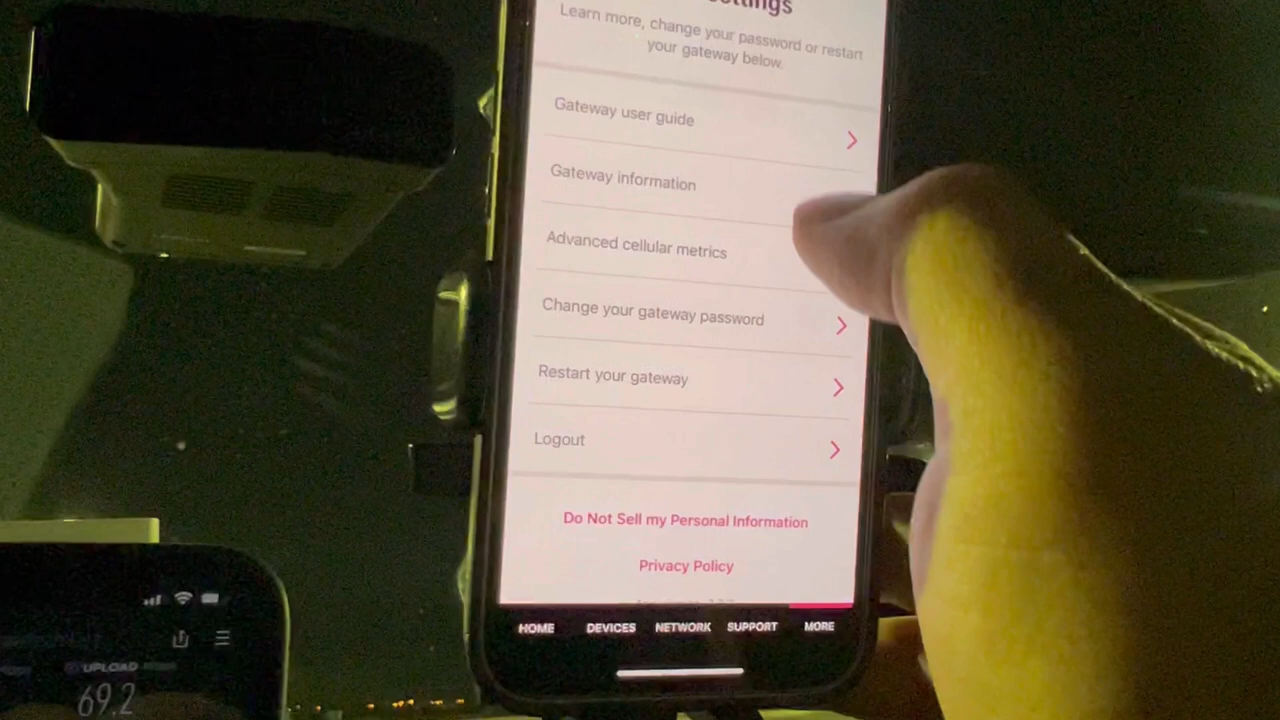 Learn more, change your password or restart
your gateway below.
Gateway user guide
Gateway information
Advanced cellular metrics
Change your gateway password
Restart your gateway
Logout
Do Not Sell my Personal Information
Privacy Policy
HOME DEVICES NETWORK SUPPORT MORE
UPLOAD
69.2